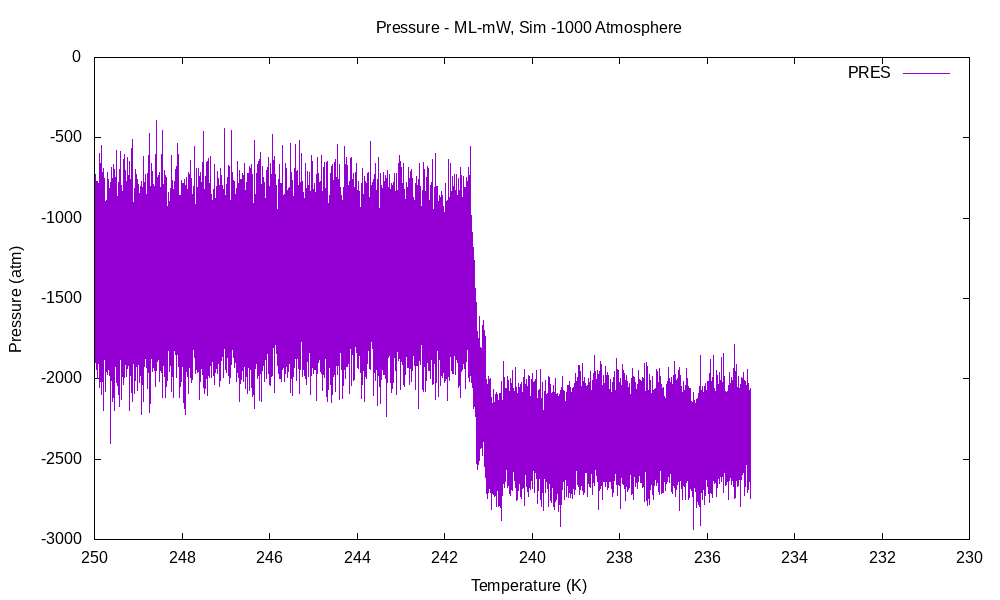 Pressure - ML-mW, Sim -1000 Atmosphere
PRES
0
-500
-1000
-1500
-2000
-2500
-3000
Pressure (atm)
250 248 246 244 242 240 238 236 234 232 230
Temperature (K)